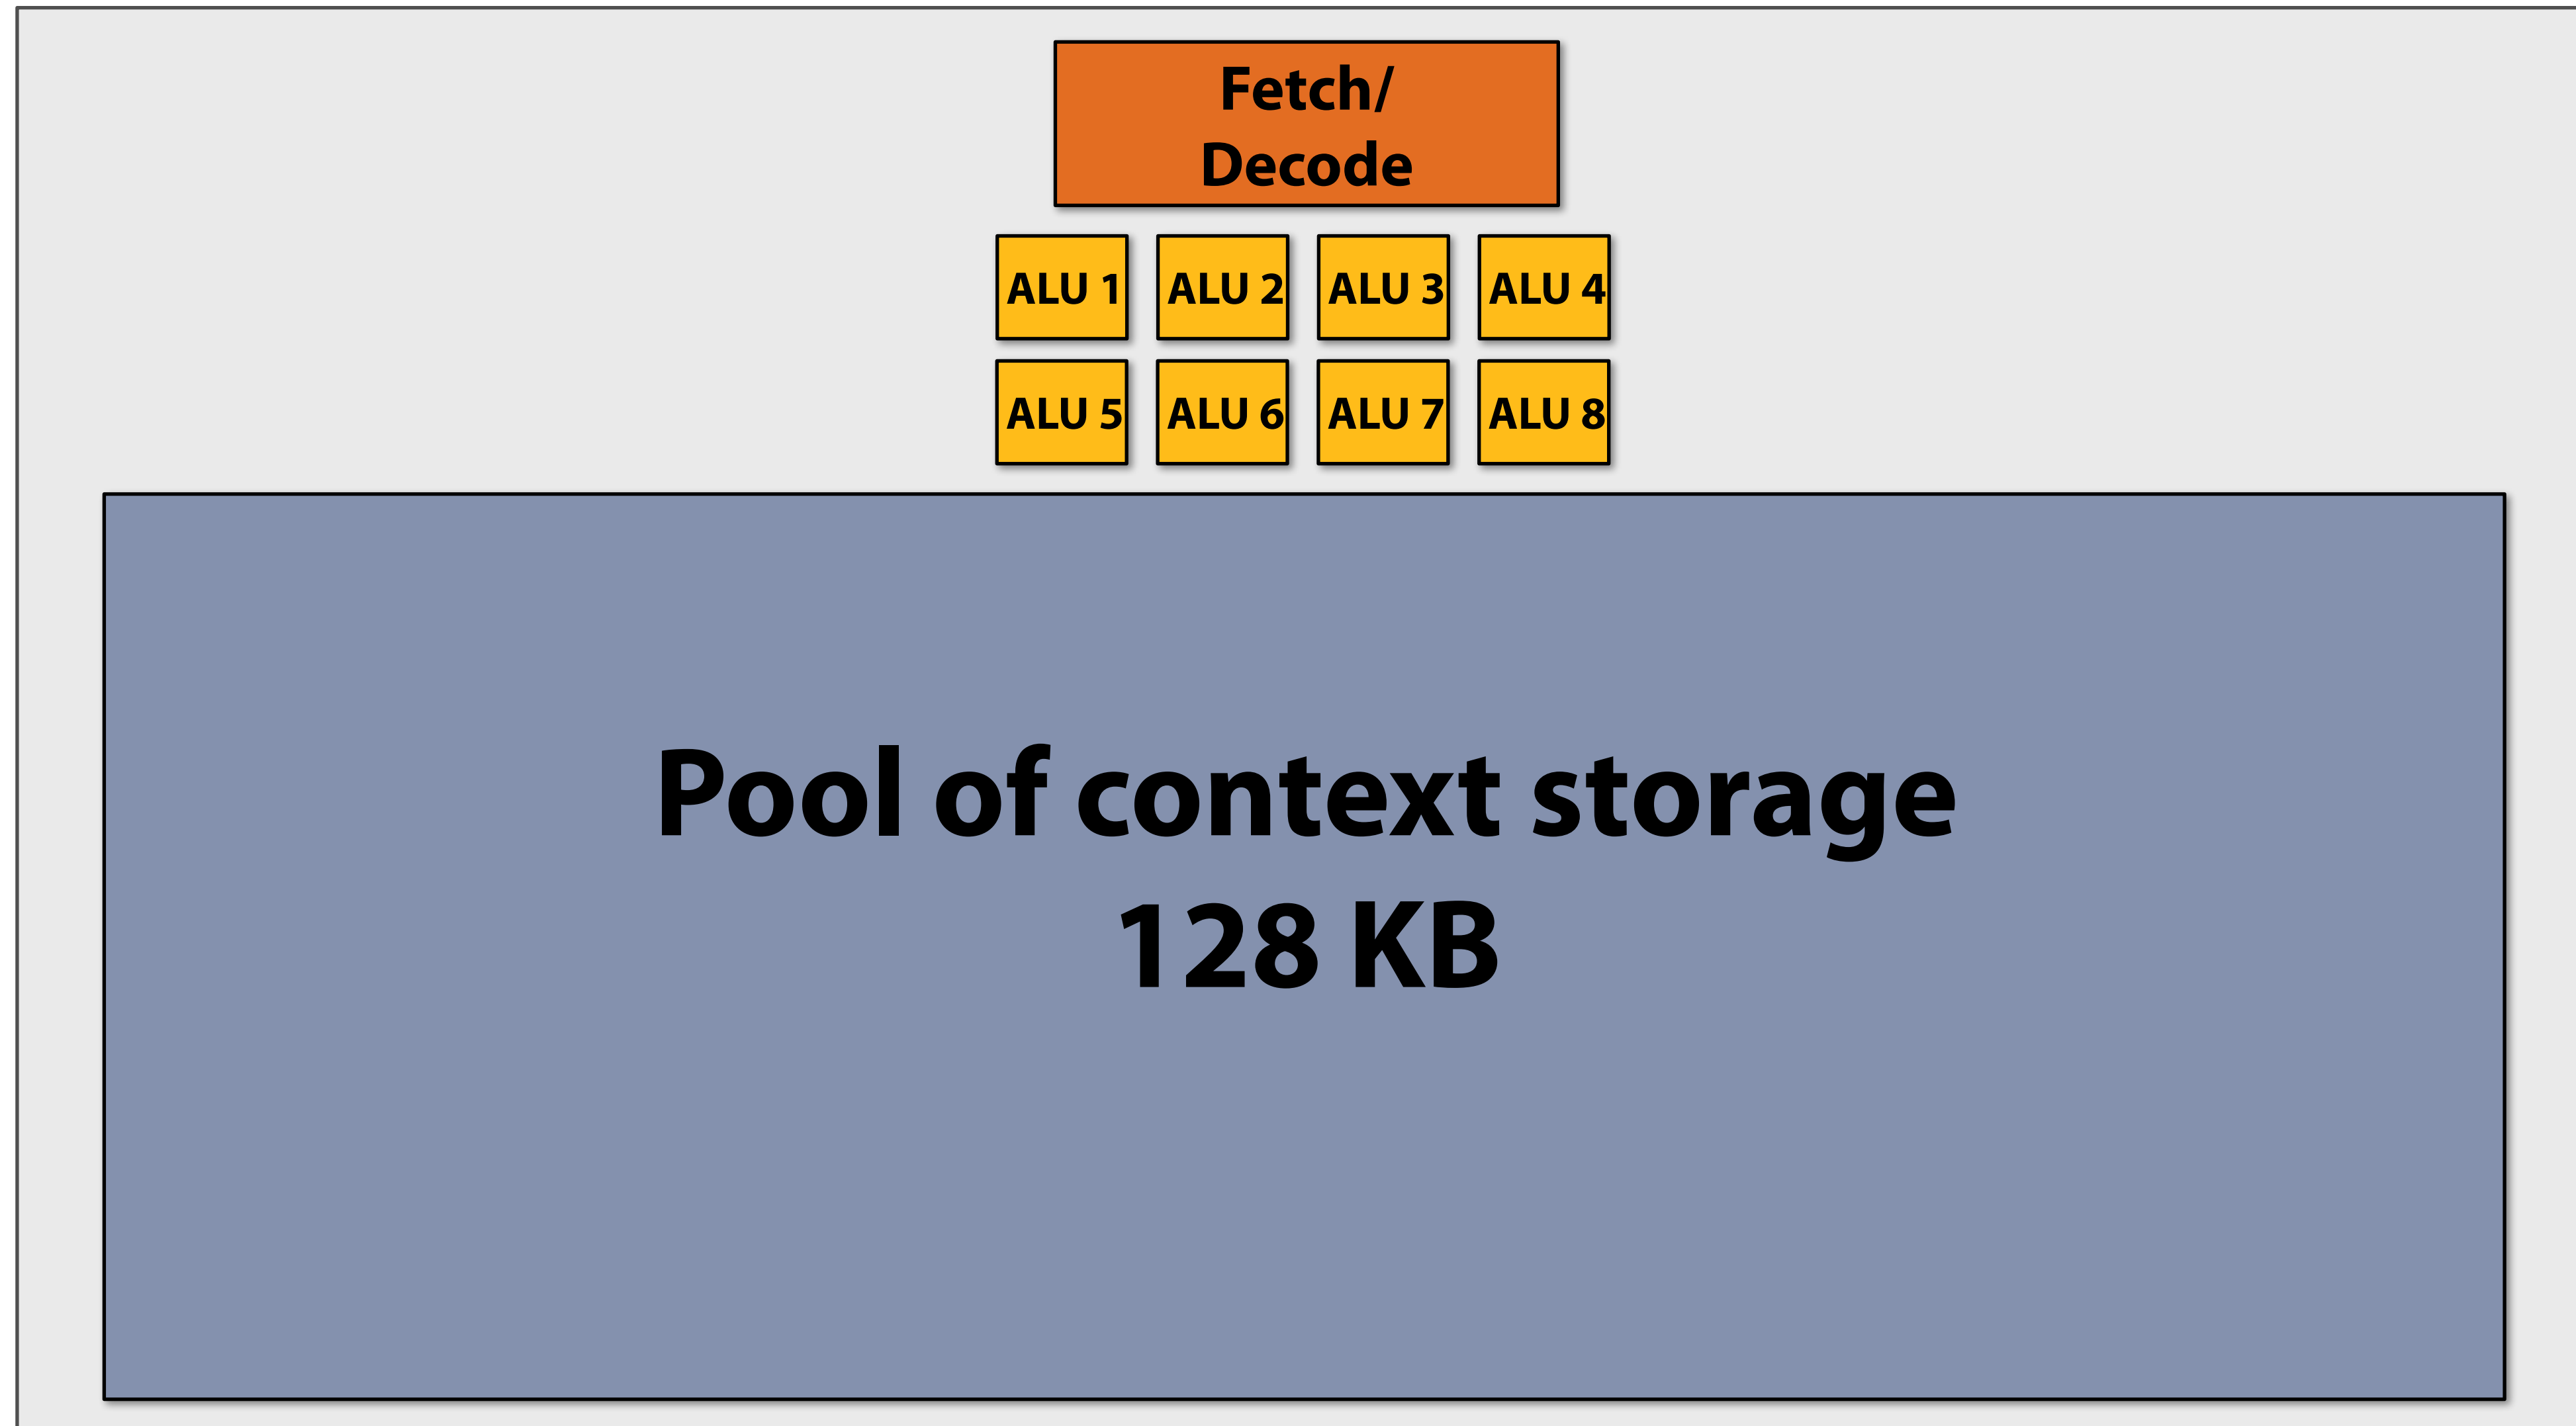 Fetch/
Decode
ALU 1 ALU 2 ALU 3 ALU 4
ALU 5 ALU 6 ALU 7 ALU 8
Pool of context storage
128 KB